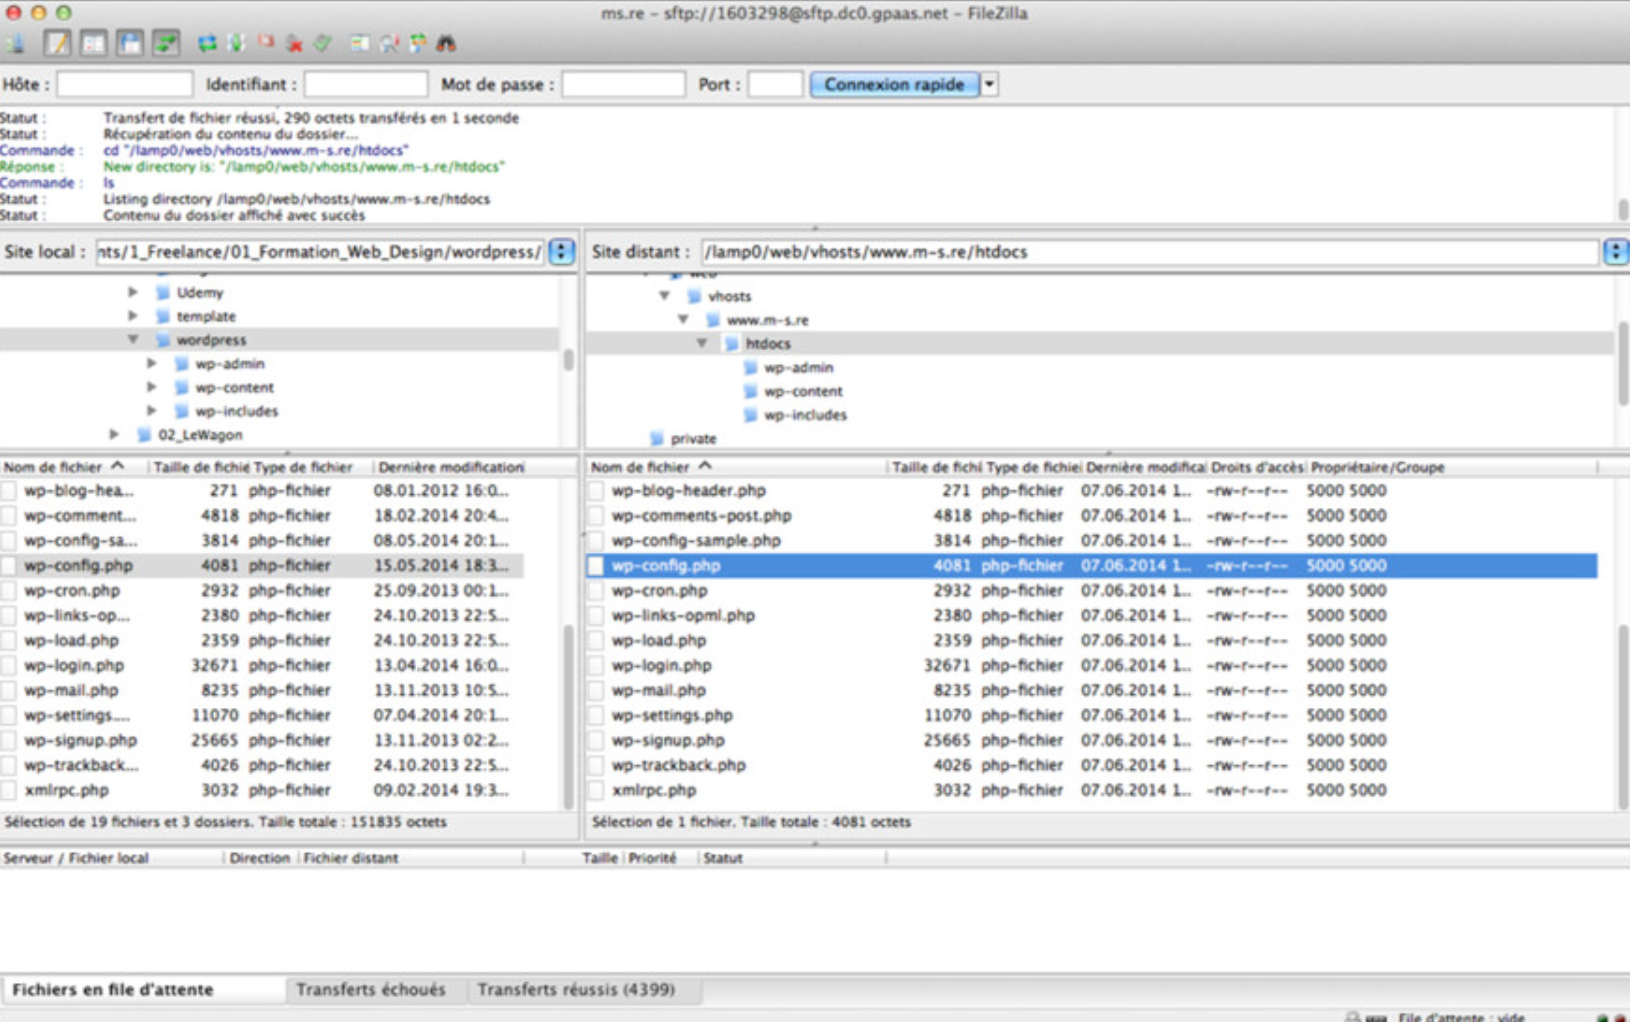 ms.re – sftp://1603298@sftp.dc0.gpaas.net – FileZilla
Hôte : Identifiant : Mot de passe : Port : Connexion rapide
Statut : Transfert de fichier réussi, 290 octets transférés en 1 seconde
Statut : Récupération du contenu du dossier...
Commande : cd "/lamp0/web/vhosts/www.m-s.re/htdocs"
Réponse : New directory is: "/lamp0/web/vhosts/www.m-s.re/htdocs"
Commande : ls
Statut : Listing directory /lamp0/web/vhosts/www.m-s.re/htdocs
Statut : Contenu du dossier affiché avec succès
Site local : nts/1_Freelance/01_Formation_Web_Design/wordpress/
Udemy
template
wordpress
wp-admin
wp-content
wp-includes
02_LeWagon
Site distant : /lamp0/web/vhosts/www.m-s.re/htdocs
web
vhosts
www.m-s.re
htdocs
wp-admin
wp-content
wp-includes
private
Nom de fichier Taille de fichie Type de fichier Dernière modification
wp-blog-hea... 271 php-fichier 08.01.2012 16:0...
wp-comment... 4818 php-fichier 18.02.2014 20:4...
wp-config-sa... 3814 php-fichier 08.05.2014 20:1...
wp-config.php 4081 php-fichier 15.05.2014 18:3...
wp-cron.php 2932 php-fichier 25.09.2013 00:1...
wp-links-op... 2380 php-fichier 24.10.2013 22:5...
wp-load.php 2359 php-fichier 24.10.2013 22:5...
wp-login.php 32671 php-fichier 13.04.2014 16:0...
wp-mail.php 8235 php-fichier 13.11.2013 10:5...
wp-settings.... 11070 php-fichier 07.04.2014 20:1...
wp-signup.php 25665 php-fichier 13.11.2013 02:2...
wp-trackback... 4026 php-fichier 24.10.2013 22:5...
xmlrpc.php 3032 php-fichier 09.02.2014 19:3...
Sélection de 19 fichiers et 3 dossiers. Taille totale : 151835 octets
Nom de fichier Taille de fichi Type de fichie Dernière modifica Droits d'accès Propriétaire/Groupe
wp-blog-header.php 271 php-fichier 07.06.2014 1... -rw-r--r-- 5000 5000
wp-comments-post.php 4818 php-fichier 07.06.2014 1... -rw-r--r-- 5000 5000
wp-config-sample.php 3814 php-fichier 07.06.2014 1... -rw-r--r-- 5000 5000
wp-config.php 4081 php-fichier 07.06.2014 1... -rw-r--r-- 5000 5000
wp-cron.php 2932 php-fichier 07.06.2014 1... -rw-r--r-- 5000 5000
wp-links-opml.php 2380 php-fichier 07.06.2014 1... -rw-r--r-- 5000 5000
wp-load.php 2359 php-fichier 07.06.2014 1... -rw-r--r-- 5000 5000
wp-login.php 32671 php-fichier 07.06.2014 1... -rw-r--r-- 5000 5000
wp-mail.php 8235 php-fichier 07.06.2014 1... -rw-r--r-- 5000 5000
wp-settings.php 11070 php-fichier 07.06.2014 1... -rw-r--r-- 5000 5000
wp-signup.php 25665 php-fichier 07.06.2014 1... -rw-r--r-- 5000 5000
wp-trackback.php 4026 php-fichier 07.06.2014 1... -rw-r--r-- 5000 5000
xmlrpc.php 3032 php-fichier 07.06.2014 1... -rw-r--r-- 5000 5000
Sélection de 1 fichier. Taille totale : 4081 octets
Serveur / Fichier local Direction Fichier distant Taille Priorité Statut
Fichiers en file d'attente Transferts échoués Transferts réussis (4399)
File d'attente : vide